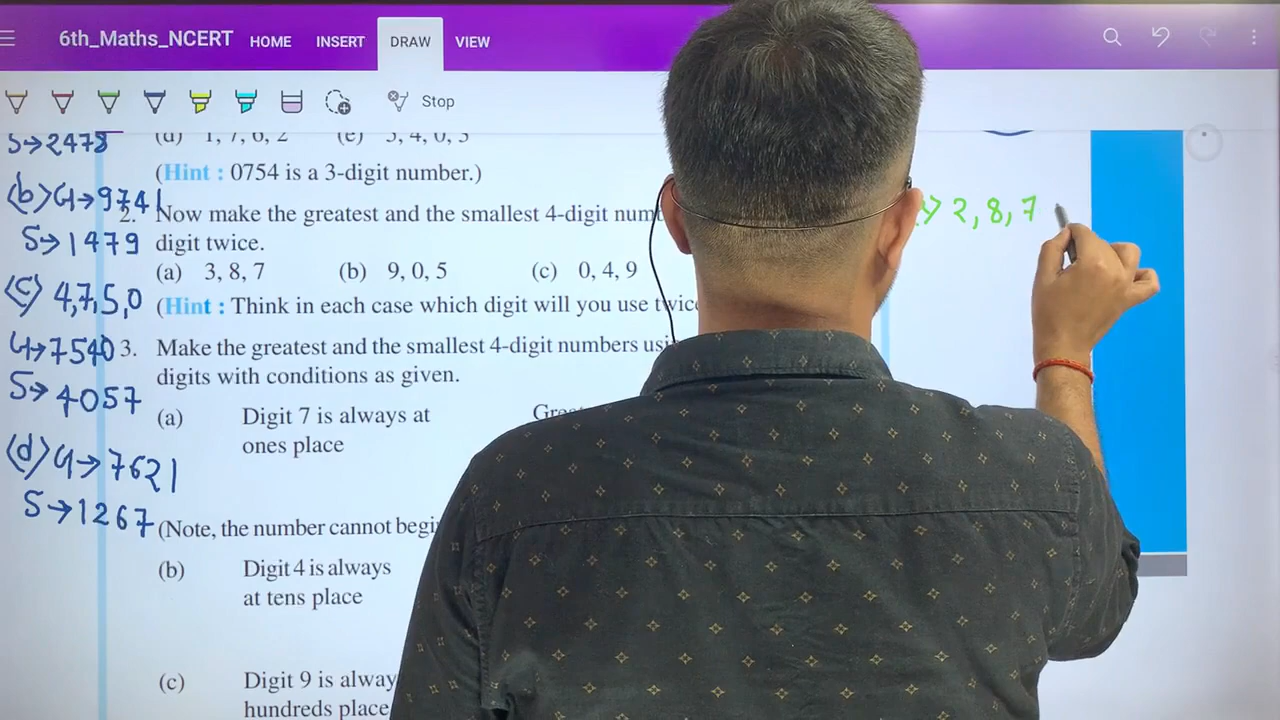 6th_Maths_NCERT HOME INSERT DRAW VIEW
Stop
S→2478
(d) 1, 7, 6, 2 (e) 5, 4, 0, 3
(Hint : 0754 is a 3-digit number.)
(b) G→9741
2. Now make the greatest and the smallest 4-digit num
2, 8, 7
S→1479
digit twice.
(a) 3, 8, 7 (b) 9, 0, 5 (c) 0, 4, 9
(c) 4,7,5,0
(Hint : Think in each case which digit will you use twice
G→7540
3. Make the greatest and the smallest 4-digit numbers usi
S→4057
digits with conditions as given.
(a) Digit 7 is always at
ones place
(d) G→7621
S→1267
(Note, the number cannot begi
(b) Digit 4 is always
at tens place
(c) Digit 9 is alway
hundreds place